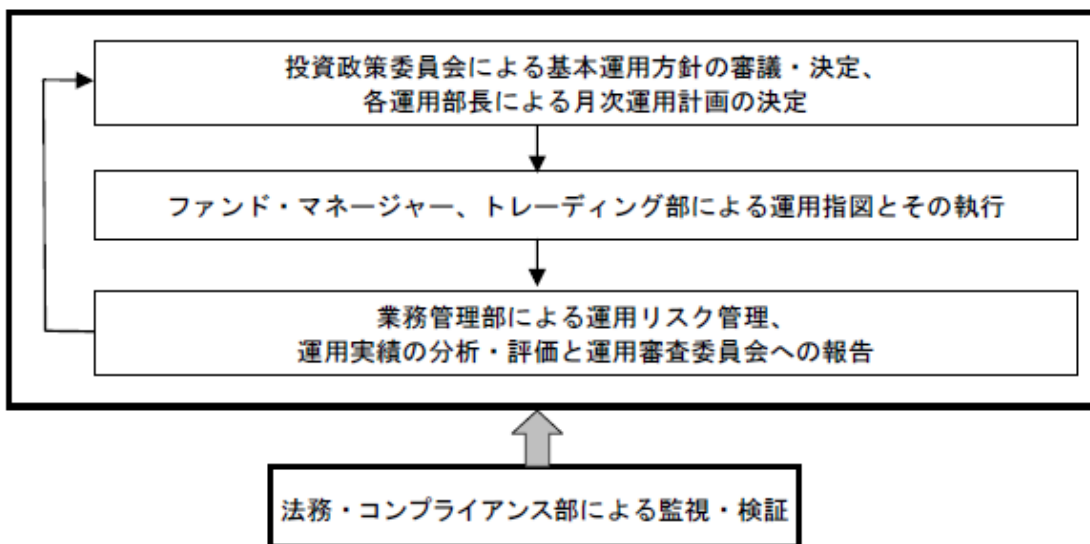 投資政策委員会による基本運用方針の審議・決定、
各運用部長による月次運用計画の決定
ファンド・マネージャー、トレーディング部による運用指図とその執行
業務管理部による運用リスク管理、
運用実績の分析・評価と運用審査委員会への報告
法務・コンプライアンス部による監視・検証